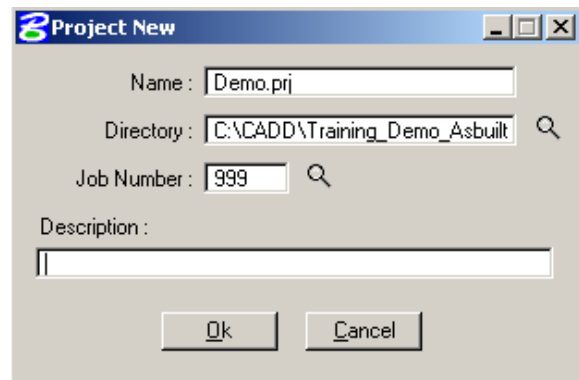 Project New
Name : Demo.prj
Directory : C:\CADD\Training_Demo_Asbuilt
Job Number : 999
Description :
Ok Cancel